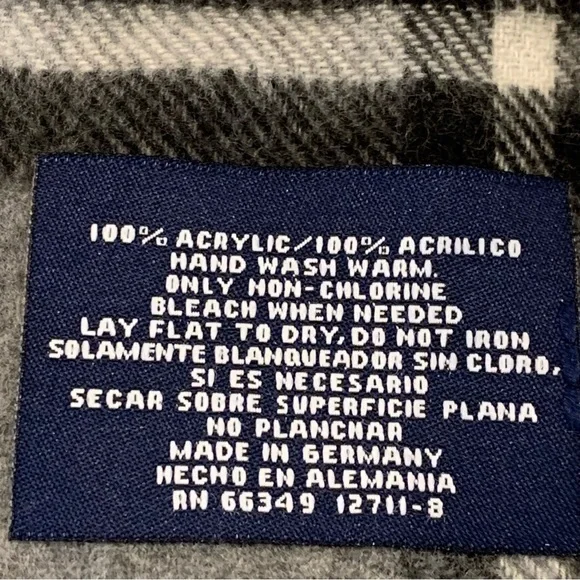 100% ACRYLIC/100% ACRILICO
HAND WASH WARM.
ONLY NON-CHLORINE
BLEACH WHEN NEEDED
LAY FLAT TO DRY, DO NOT IRON
SOLAMENTE BLANQUEADOR SIN CLORO,
SI ES NECESARIO
SECAR SOBRE SUPERFICIE PLANA
NO PLANCHAR
MADE IN GERMANY
HECHO EN ALEMANIA
RN 66349 12711-8